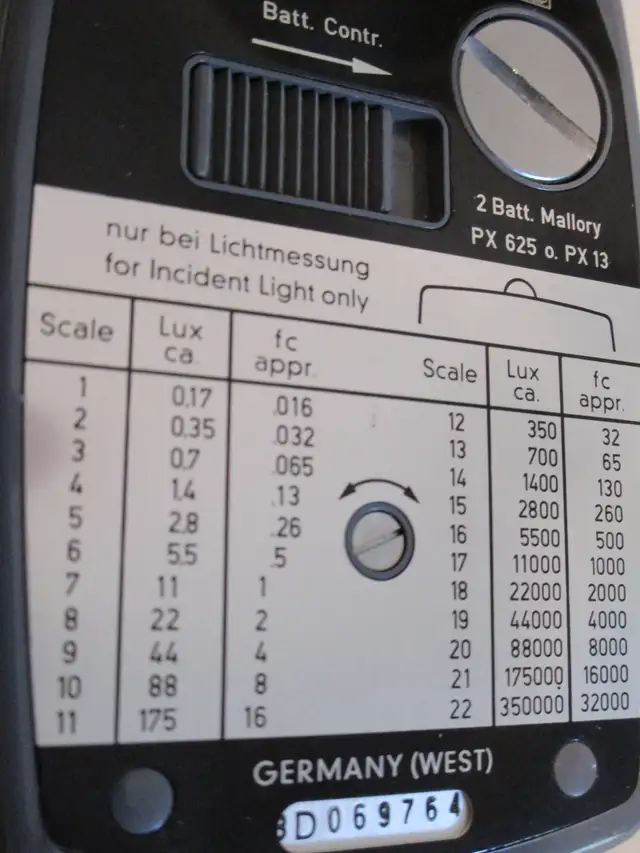 Batt. Contr.
2 Batt. Mallory
PX 625 o. PX 13
nur bei Lichtmessung
for Incident Light only
Scale Lux ca. fc appr.
1 0,17 .016
2 0,35 .032
3 0,7 .065
4 1,4 .13
5 2,8 .26
6 5,5 .5
7 11 1
8 22 2
9 44 4
10 88 8
11 175 16
Scale Lux ca. fc appr.
12 350 32
13 700 65
14 1400 130
15 2800 260
16 5500 500
17 11000 1000
18 22000 2000
19 44000 4000
20 88000 8000
21 175000 16000
22 350000 32000
GERMANY (WEST)
D069764